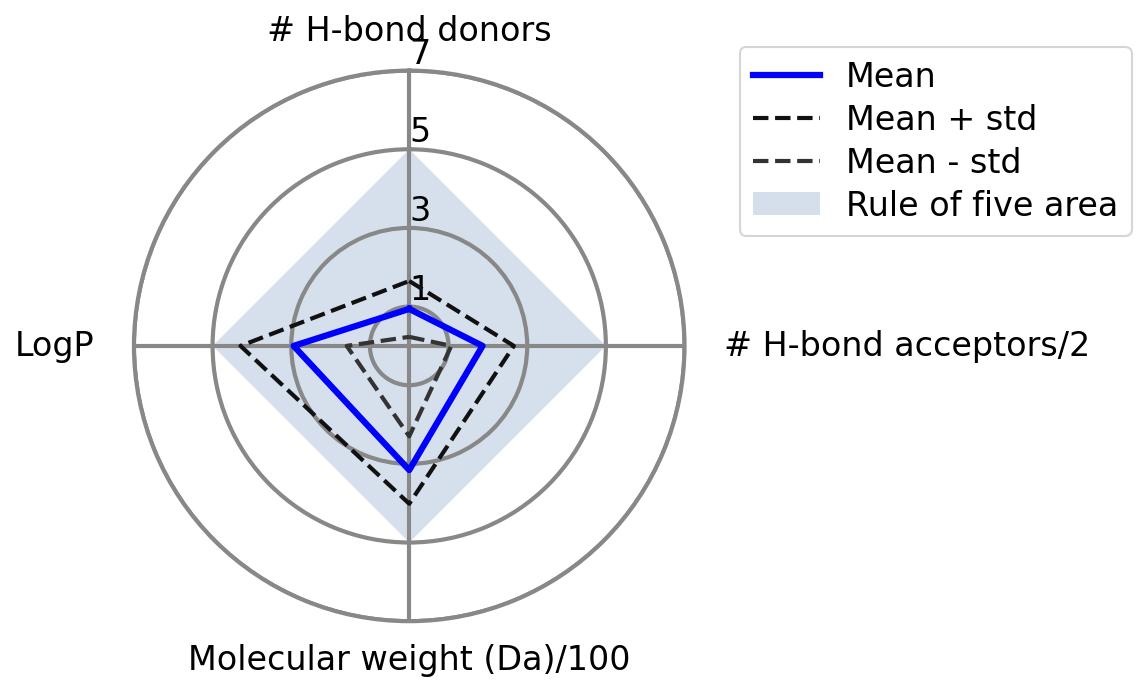 # H-bond donors
7
5
3
1
LogP
# H-bond acceptors/2
Molecular weight (Da)/100
Mean
Mean + std
Mean - std
Rule of five area